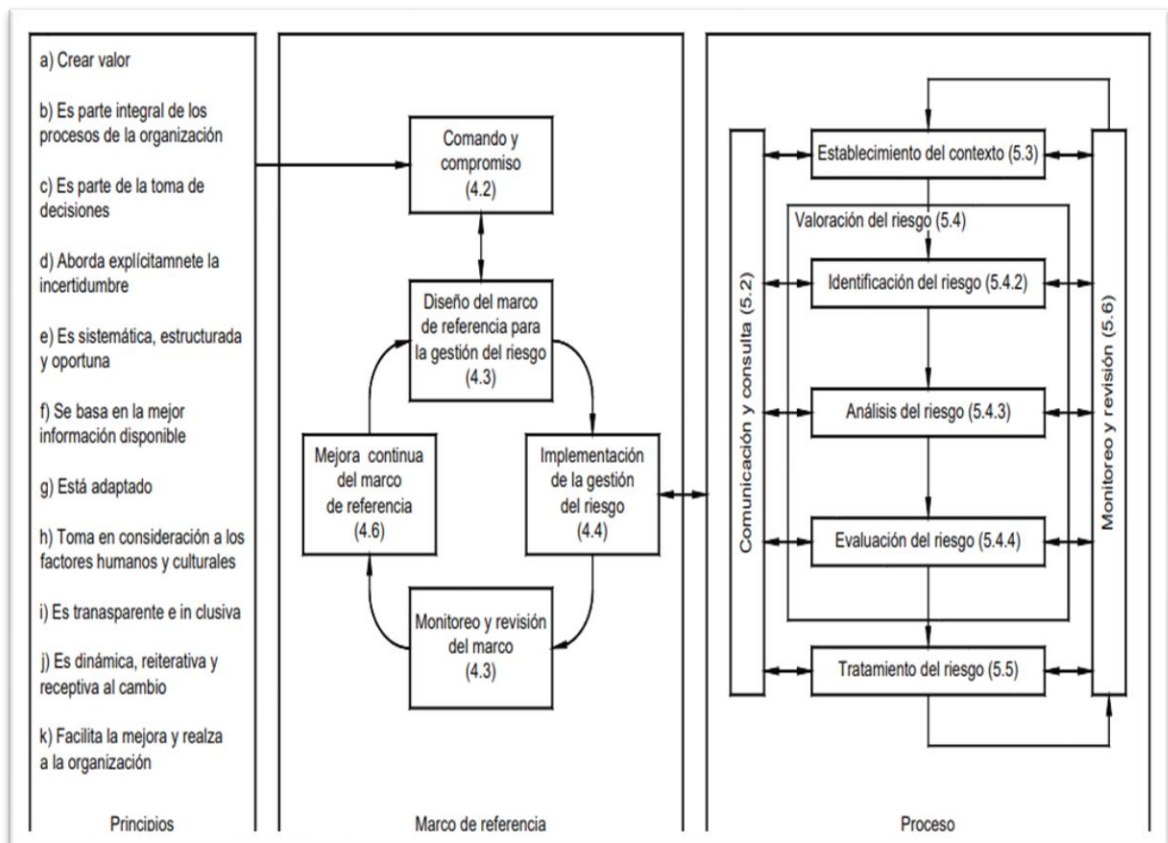 a) Crear valor
b) Es parte integral de los
procesos de la organización
c) Es parte de la toma de
decisiones
d) Aborda explícitamnete la
incertidumbre
e) Es sistemática, estructurada
y oportuna
f) Se basa en la mejor
información disponible
g) Está adaptado
h) Toma en consideración a los
factores humanos y culturales
i) Es tranasparente e in clusiva
j) Es dinámica, reiterativa y
receptiva al cambio
k) Facilita la mejora y realza
a la organización
Principios
Comando y
compromiso
(4.2)
Diseño del marco
de referencia para
la gestión del riesgo
(4.3)
Mejora continua
del marco
de referencia
(4.6)
Implementación
de la gestión
del riesgo
(4.4)
Monitoreo y revisión
del marco
(4.3)
Marco de referencia
Comunicación y consulta (5.2)
Establecimiento del contexto (5.3)
Valoración del riesgo (5.4)
Identificación del riesgo (5.4.2)
Análisis del riesgo (5.4.3)
Evaluación del riesgo (5.4.4)
Tratamiento del riesgo (5.5)
Monitoreo y revisión (5.6)
Proceso